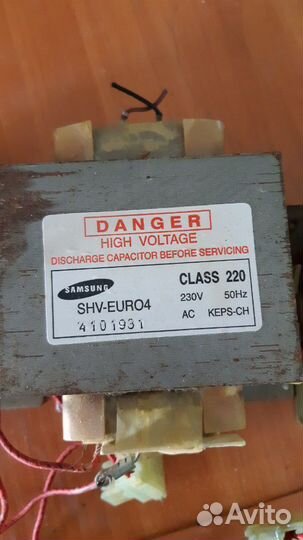 DANGER
HIGH VOLTAGE
DISCHARGE CAPACITOR BEFORE SERVICING
SAMSUNG CLASS 220
SHV-EURO4 230V 50Hz
4101931 AC KEPS-CH
Avito